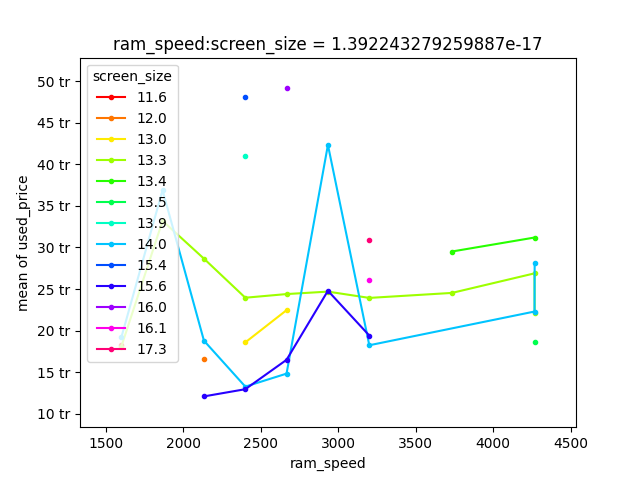 ram_speed:screen_size = 1.392243279259887e-17
screen_size
11.6
12.0
13.0
13.3
13.4
13.5
13.9
14.0
15.4
15.6
16.0
16.1
17.3
50 tr
45 tr
40 tr
35 tr
30 tr
25 tr
20 tr
15 tr
10 tr
mean of used_price
1500
2000
2500
3000
3500
4000
4500
ram_speed